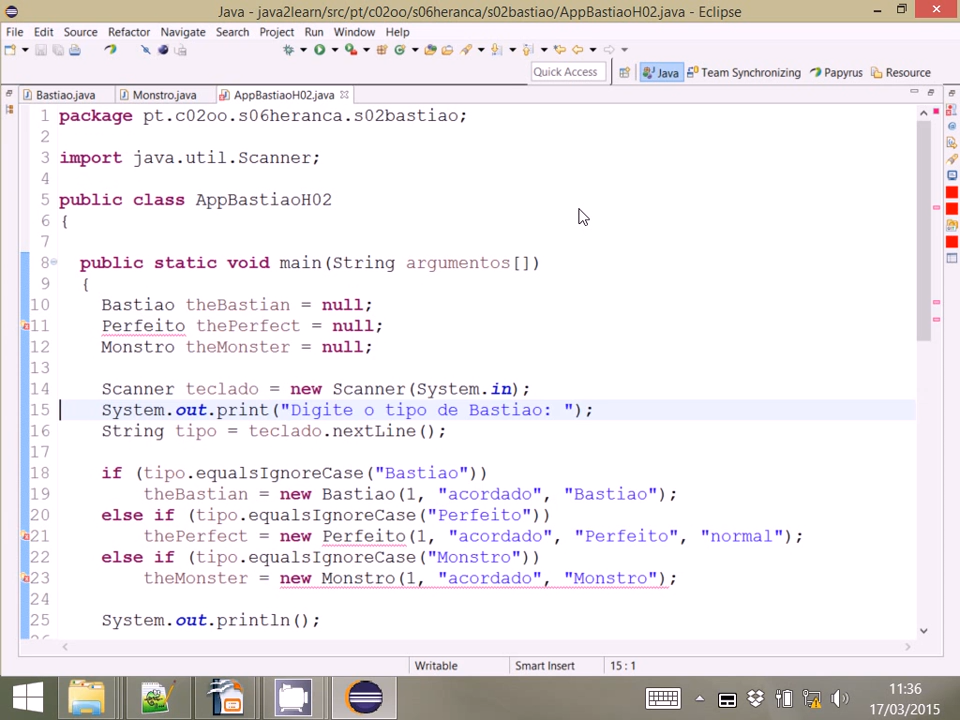 Java - java2learn/src/pt/c02oo/s06heranca/s02bastiao/AppBastiaoH02.java - Eclipse
File Edit Source Refactor Navigate Search Project Run Window Help
Quick Access Java Team Synchronizing Papyrus Resource
Bastiao.java Monstro.java AppBastiaoH02.java
1 package pt.c02oo.s06heranca.s02bastiao;
2
3 import java.util.Scanner;
4
5 public class AppBastiaoH02
6 {
7
8 public static void main(String argumentos[])
9 {
10 Bastiao theBastian = null;
11 Perfeito thePerfect = null;
12 Monstro theMonster = null;
13
14 Scanner teclado = new Scanner(System.in);
15 System.out.print("Digite o tipo de Bastiao: ");
16 String tipo = teclado.nextLine();
17
18 if (tipo.equalsIgnoreCase("Bastiao"))
19 theBastian = new Bastiao(1, "acordado", "Bastiao");
20 else if (tipo.equalsIgnoreCase("Perfeito"))
21 thePerfect = new Perfeito(1, "acordado", "Perfeito", "normal");
22 else if (tipo.equalsIgnoreCase("Monstro"))
23 theMonster = new Monstro(1, "acordado", "Monstro");
24
25 System.out.println();
Writable Smart Insert 15 : 1
11:36
17/03/2015